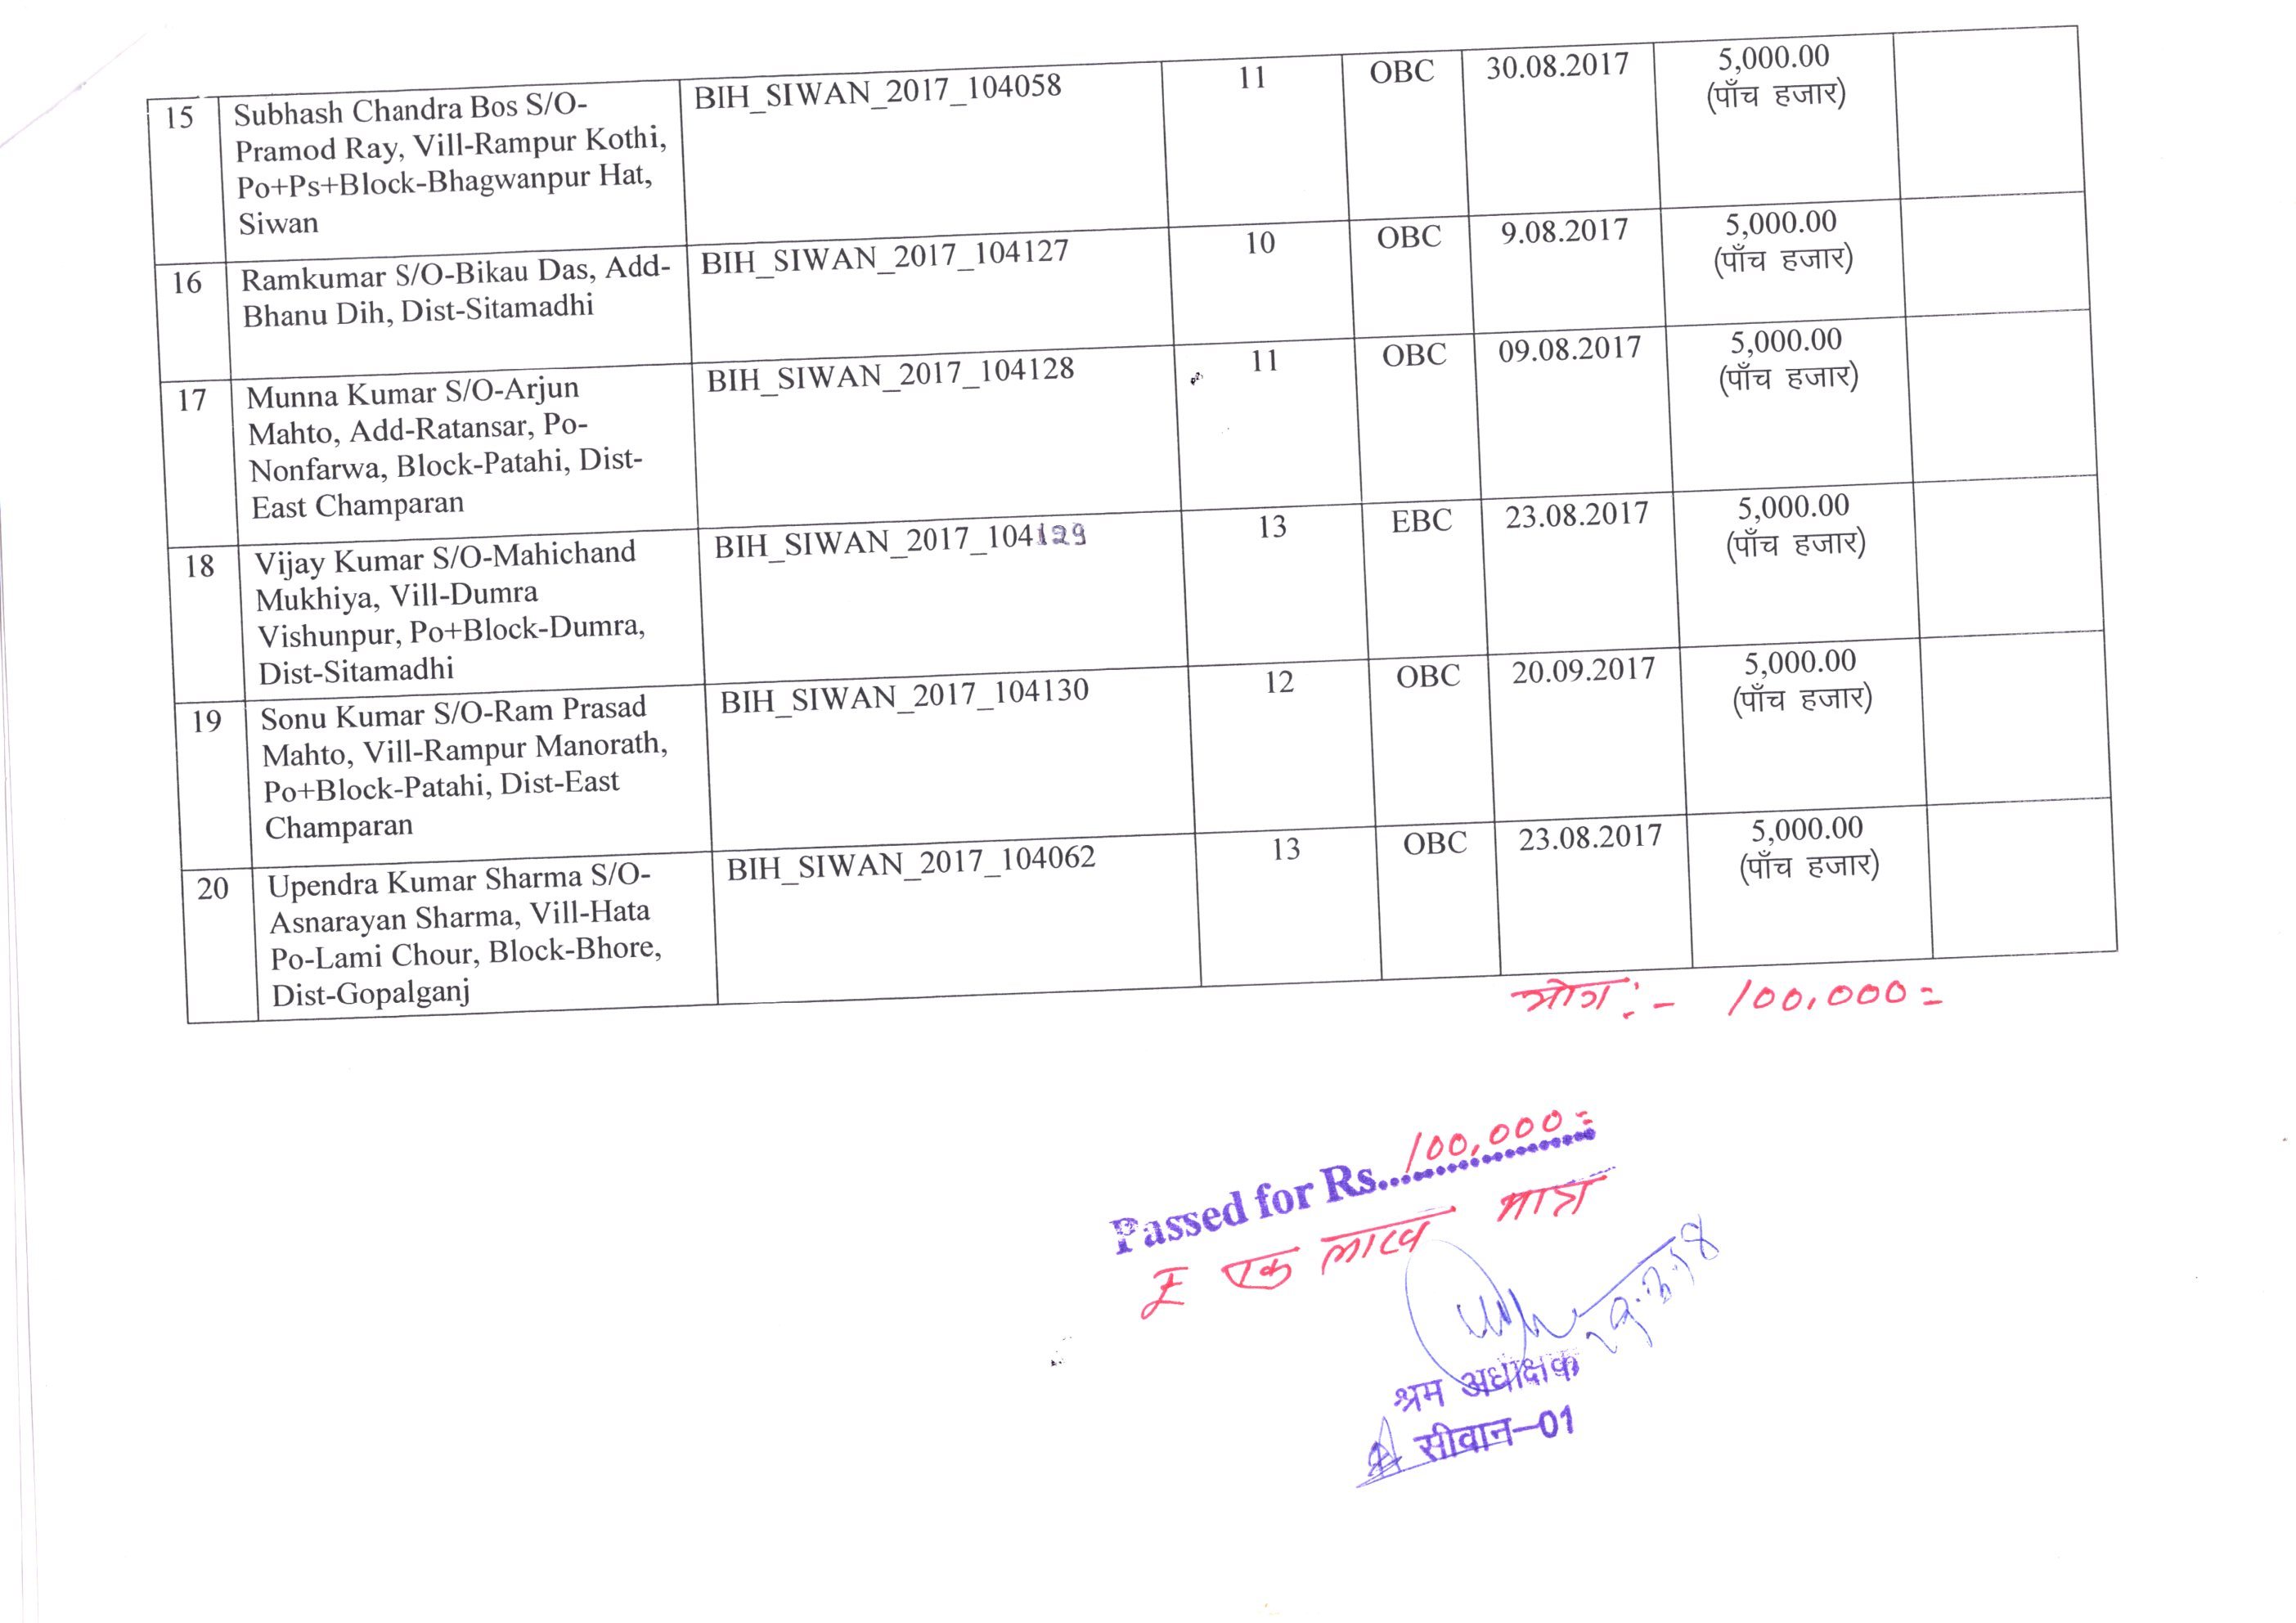 15 Subhash Chandra Bos S/O- BIH_SIWAN_2017_104058 11 OBC 30.08.2017 5,000.00
Pramod Ray, Vill-Rampur Kothi, (पाँच हजार)
Po+Ps+Block-Bhagwanpur Hat,
Siwan
16 Ramkumar S/O-Bikau Das, Add- BIH_SIWAN_2017_104127 10 OBC 9.08.2017 5,000.00
Bhanu Dih, Dist-Sitamadhi (पाँच हजार)
17 Munna Kumar S/O-Arjun BIH_SIWAN_2017_104128 11 OBC 09.08.2017 5,000.00
Mahto, Add-Ratansar, Po- (पाँच हजार)
Nonfarwa, Block-Patahi, Dist-
East Champaran
18 Vijay Kumar S/O-Mahichand BIH_SIWAN_2017_104129 13 EBC 23.08.2017 5,000.00
Mukhiya, Vill-Dumra (पाँच हजार)
Vishunpur, Po+Block-Dumra,
Dist-Sitamadhi
19 Sonu Kumar S/O-Ram Prasad BIH_SIWAN_2017_104130 12 OBC 20.09.2017 5,000.00
Mahto, Vill-Rampur Manorath, (पाँच हजार)
Po+Block-Patahi, Dist-East
Champaran
20 Upendra Kumar Sharma S/O- BIH_SIWAN_2017_104062 13 OBC 23.08.2017 5,000.00
Asnarayan Sharma, Vill-Hata (पाँच हजार)
Po-Lami Chour, Block-Bhore,
Dist-Gopalganj
योग:- 100,000=
Passed for Rs. 100,000=
एक लाख मात्र
श्रम अधीक्षक
सीवान–01